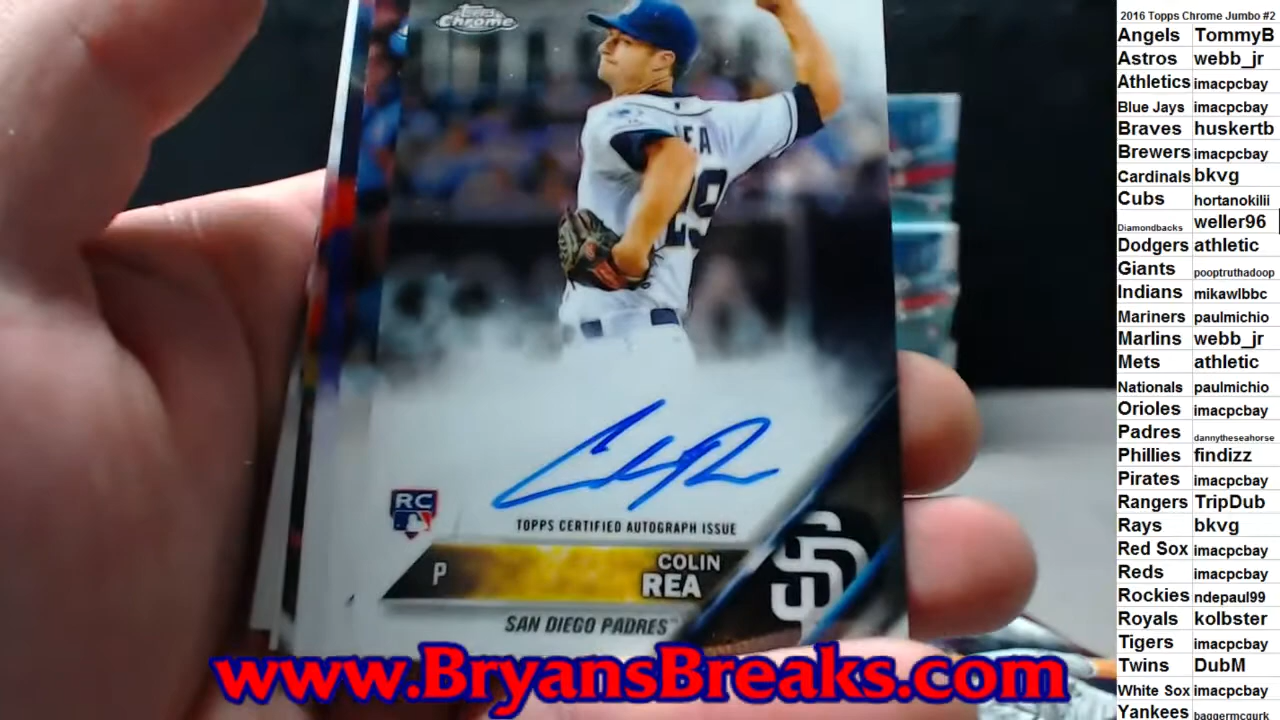 Topps
Chrome
EA
29
RC
TOPPS CERTIFIED AUTOGRAPH ISSUE
P
COLIN
REA
SAN DIEGO PADRES™
SD
www.BryansBreaks.com
2016 Topps Chrome Jumbo #2
Angels TommyB
Astros webb_jr
Athletics imacpcbay
Blue Jays imacpcbay
Braves huskertb
Brewers imacpcbay
Cardinals bkvg
Cubs hortanokilii
Diamondbacks weller96
Dodgers athletic
Giants pooptruthadoop
Indians mikawlbbc
Mariners paulmichio
Marlins webb_jr
Mets athletic
Nationals paulmichio
Orioles imacpcbay
Padres dannytheseahorse
Phillies findizz
Pirates imacpcbay
Rangers TripDub
Rays bkvg
Red Sox imacpcbay
Reds imacpcbay
Rockies ndepaul99
Royals kolbster
Tigers imacpcbay
Twins DubM
White Sox imacpcbay
Yankees baggermcgurk